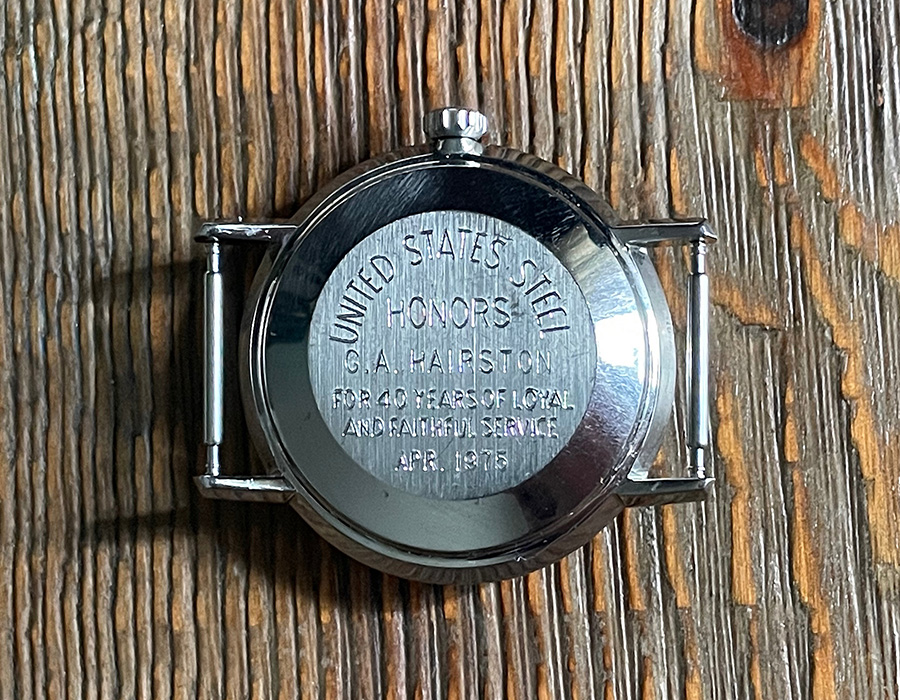 UNITED STATES STEEL
HONORS
G.A. HAIRSTON
FOR 40 YEARS OF LOYAL
AND FAITHFUL SERVICE
APR. 1975